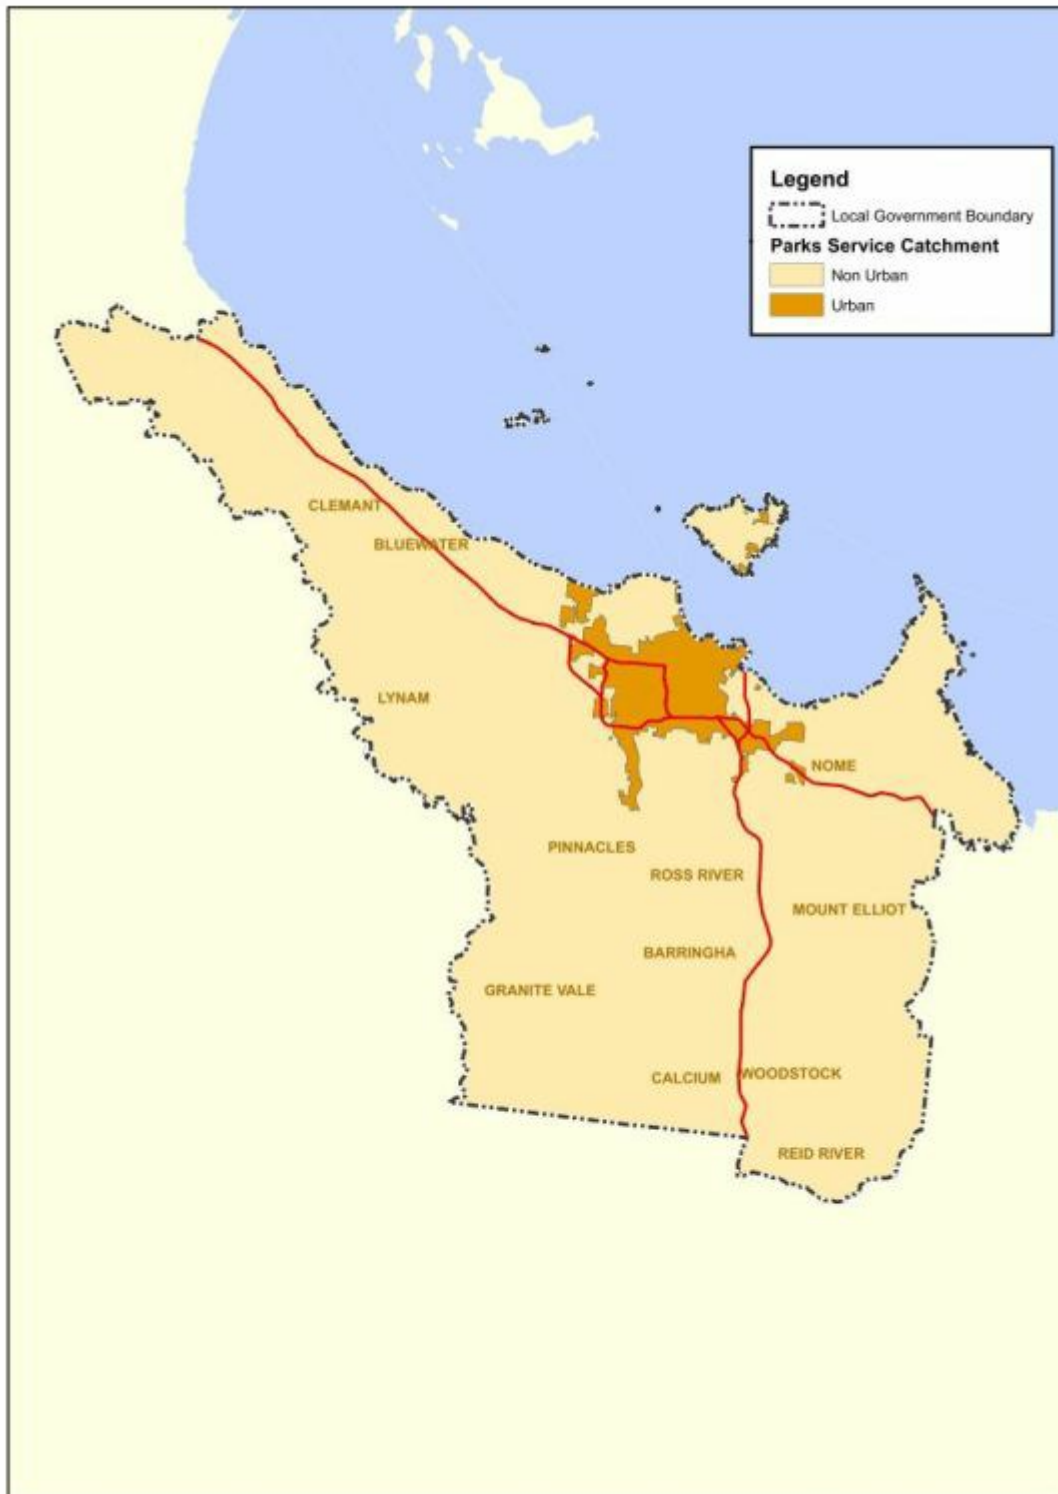 Legend
Local Government Boundary
Parks Service Catchment
Non Urban
Urban
CLEMANT
BLUEWATER
LYNAM
NOME
PINNACLES
ROSS RIVER
MOUNT ELLIOT
BARRINGHA
GRANITE VALE
CALCIUM
WOODSTOCK
REID RIVER